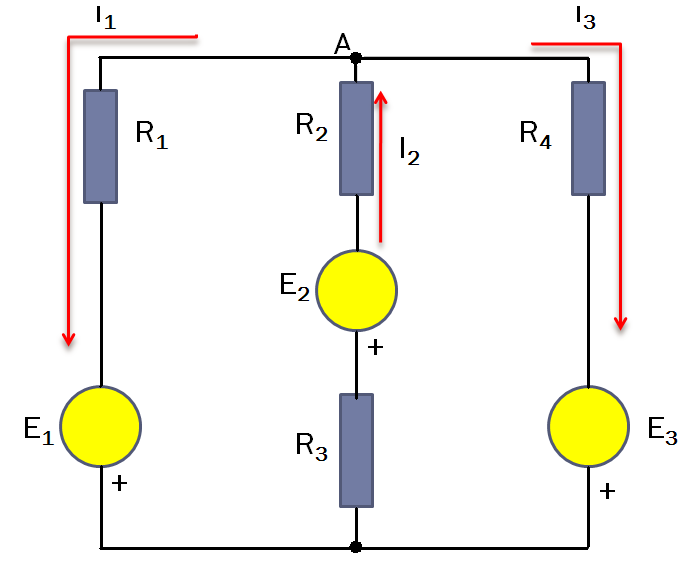 I₁
I₃
A
R₁
R₂
I₂
R₄
E₂
+
E₁
R₃
E₃
+
+